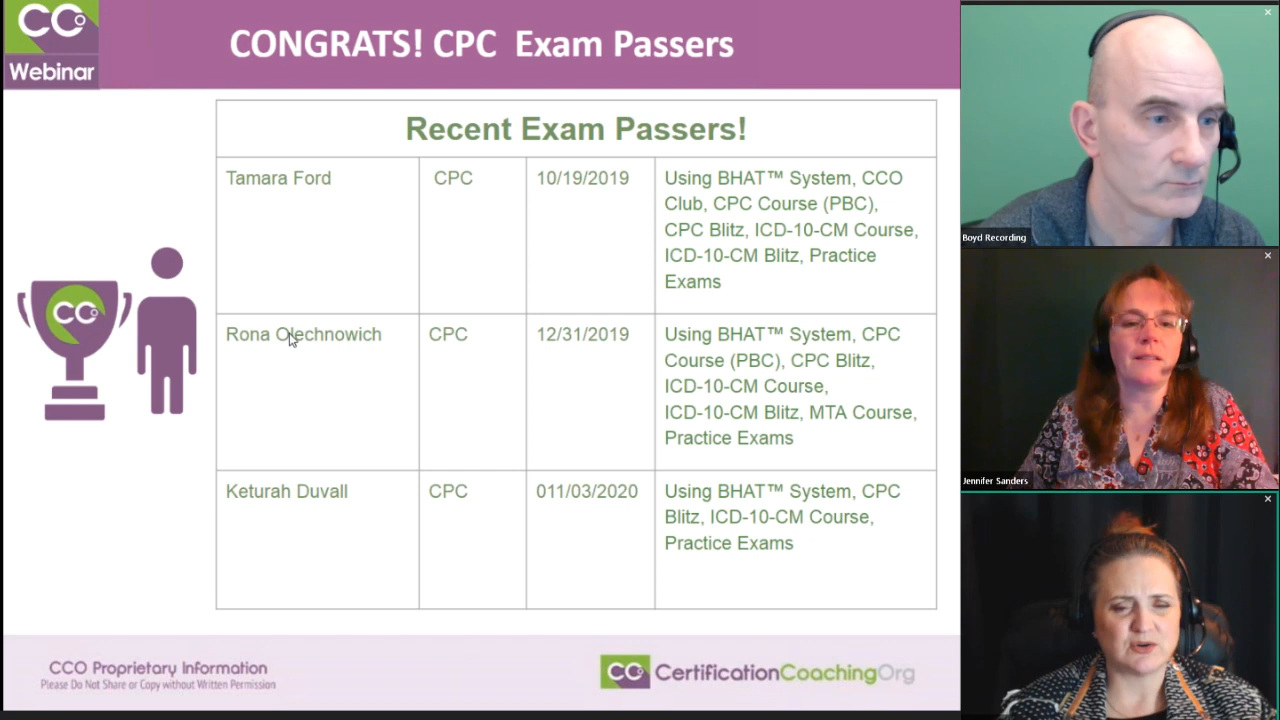 CCO
Webinar
CONGRATS! CPC Exam Passers
Recent Exam Passers!
Tamara Ford
CPC
10/19/2019
Using BHAT™ System, CCO
Club, CPC Course (PBC),
CPC Blitz, ICD-10-CM Course,
ICD-10-CM Blitz, Practice
Exams
Rona Olechnowich
CPC
12/31/2019
Using BHAT™ System, CPC
Course (PBC), CPC Blitz,
ICD-10-CM Course,
ICD-10-CM Blitz, MTA Course,
Practice Exams
Keturah Duvall
CPC
011/03/2020
Using BHAT™ System, CPC
Blitz, ICD-10-CM Course,
Practice Exams
CCO
CCO Proprietary Information
Please Do Not Share or Copy without Written Permission
CCO CertificationCoachingOrg
Boyd Recording
Jennifer Sanders